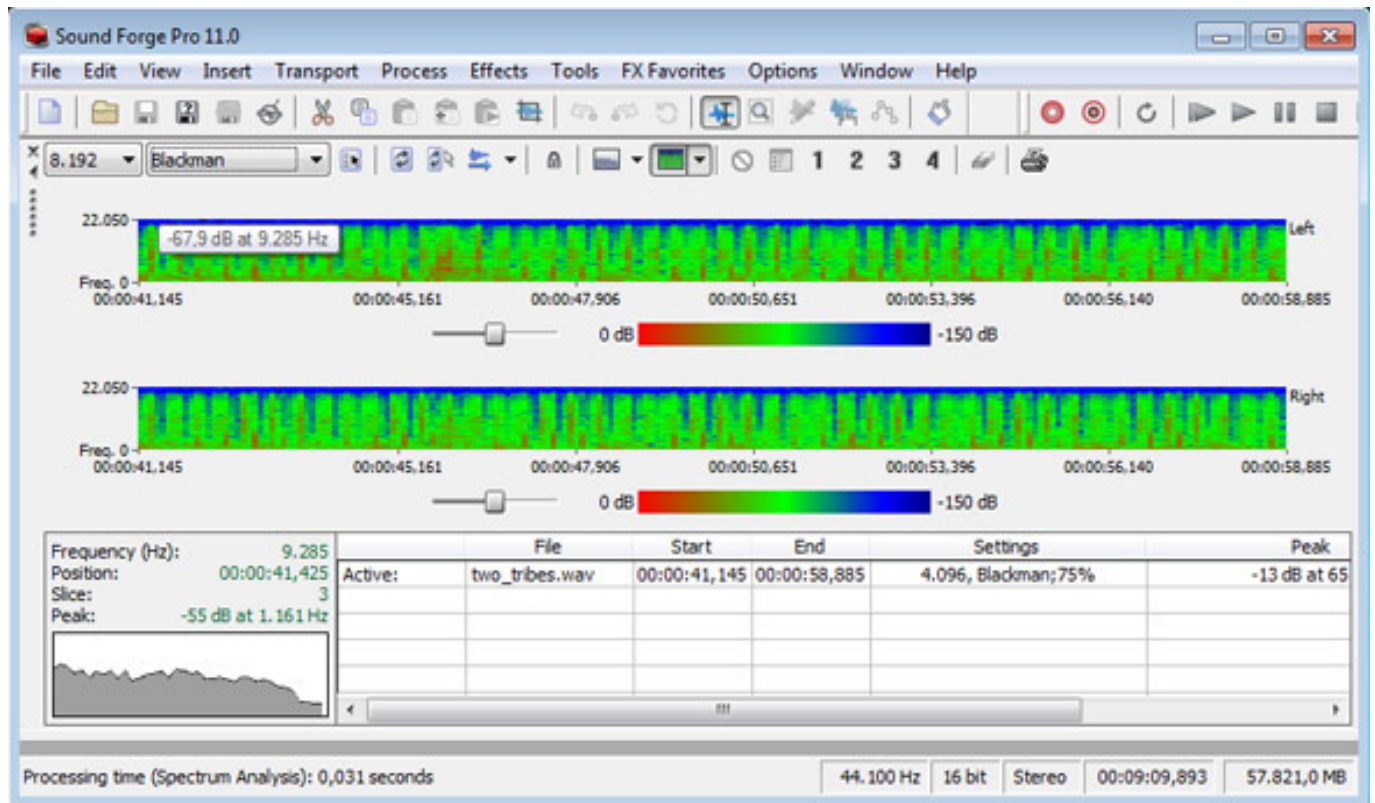 Sound Forge Pro 11.0
File Edit View Insert Transport Process Effects Tools FX Favorites Options Window Help
8.192 Blackman 1 2 3 4
22.050 Left
-67,9 dB at 9.285 Hz
Freq. 0
00:00:41,145 00:00:45,161 00:00:47,906 00:00:50,651 00:00:53,396 00:00:56,140 00:00:58,885
0 dB -150 dB
22.050 Right
Freq. 0
00:00:41,145 00:00:45,161 00:00:47,906 00:00:50,651 00:00:53,396 00:00:56,140 00:00:58,885
0 dB -150 dB
Frequency (Hz): 9.285
Position: 00:00:41,425
Slice: 3
Peak: -55 dB at 1.161 Hz
File Start End Settings Peak
Active: two_tribes.wav 00:00:41,145 00:00:58,885 4.096, Blackman;75% -13 dB at 65
Processing time (Spectrum Analysis): 0,031 seconds 44.100 Hz 16 bit Stereo 00:09:09,893 57.821,0 MB